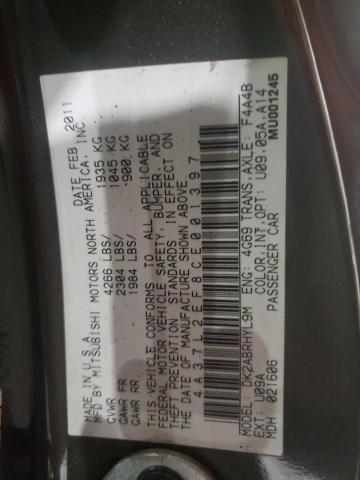 MADE IN U.S.A. DATE FEB 2011
MFD BY MITSUBISHI MOTORS NORTH AMERICA, INC
GVWR 4266 LBS/ 1935 KG
GAWR FR 2304 LBS/ 1045 KG
GAWR RR. 1984 LBS/ 900 KG
THIS VEHICLE CONFORMS TO ALL APPLICABLE
FEDERAL MOTOR VEHICLE SAFETY, BUMPER, AND
THEFT PREVENTION STANDARDS IN EFFECT ON
THE DATE OF MANUFACTURE SHOWN ABOVE.
4A37L2EF8CE001397
MODEL: DK2ABRHYL9M ENG: 4G69 TRANS. AXLE: F4A4B
EXT: U09A COLOR,INT,OPT: U09.05A,A14
MDH: 021606 PASSENGER CAR MU001245